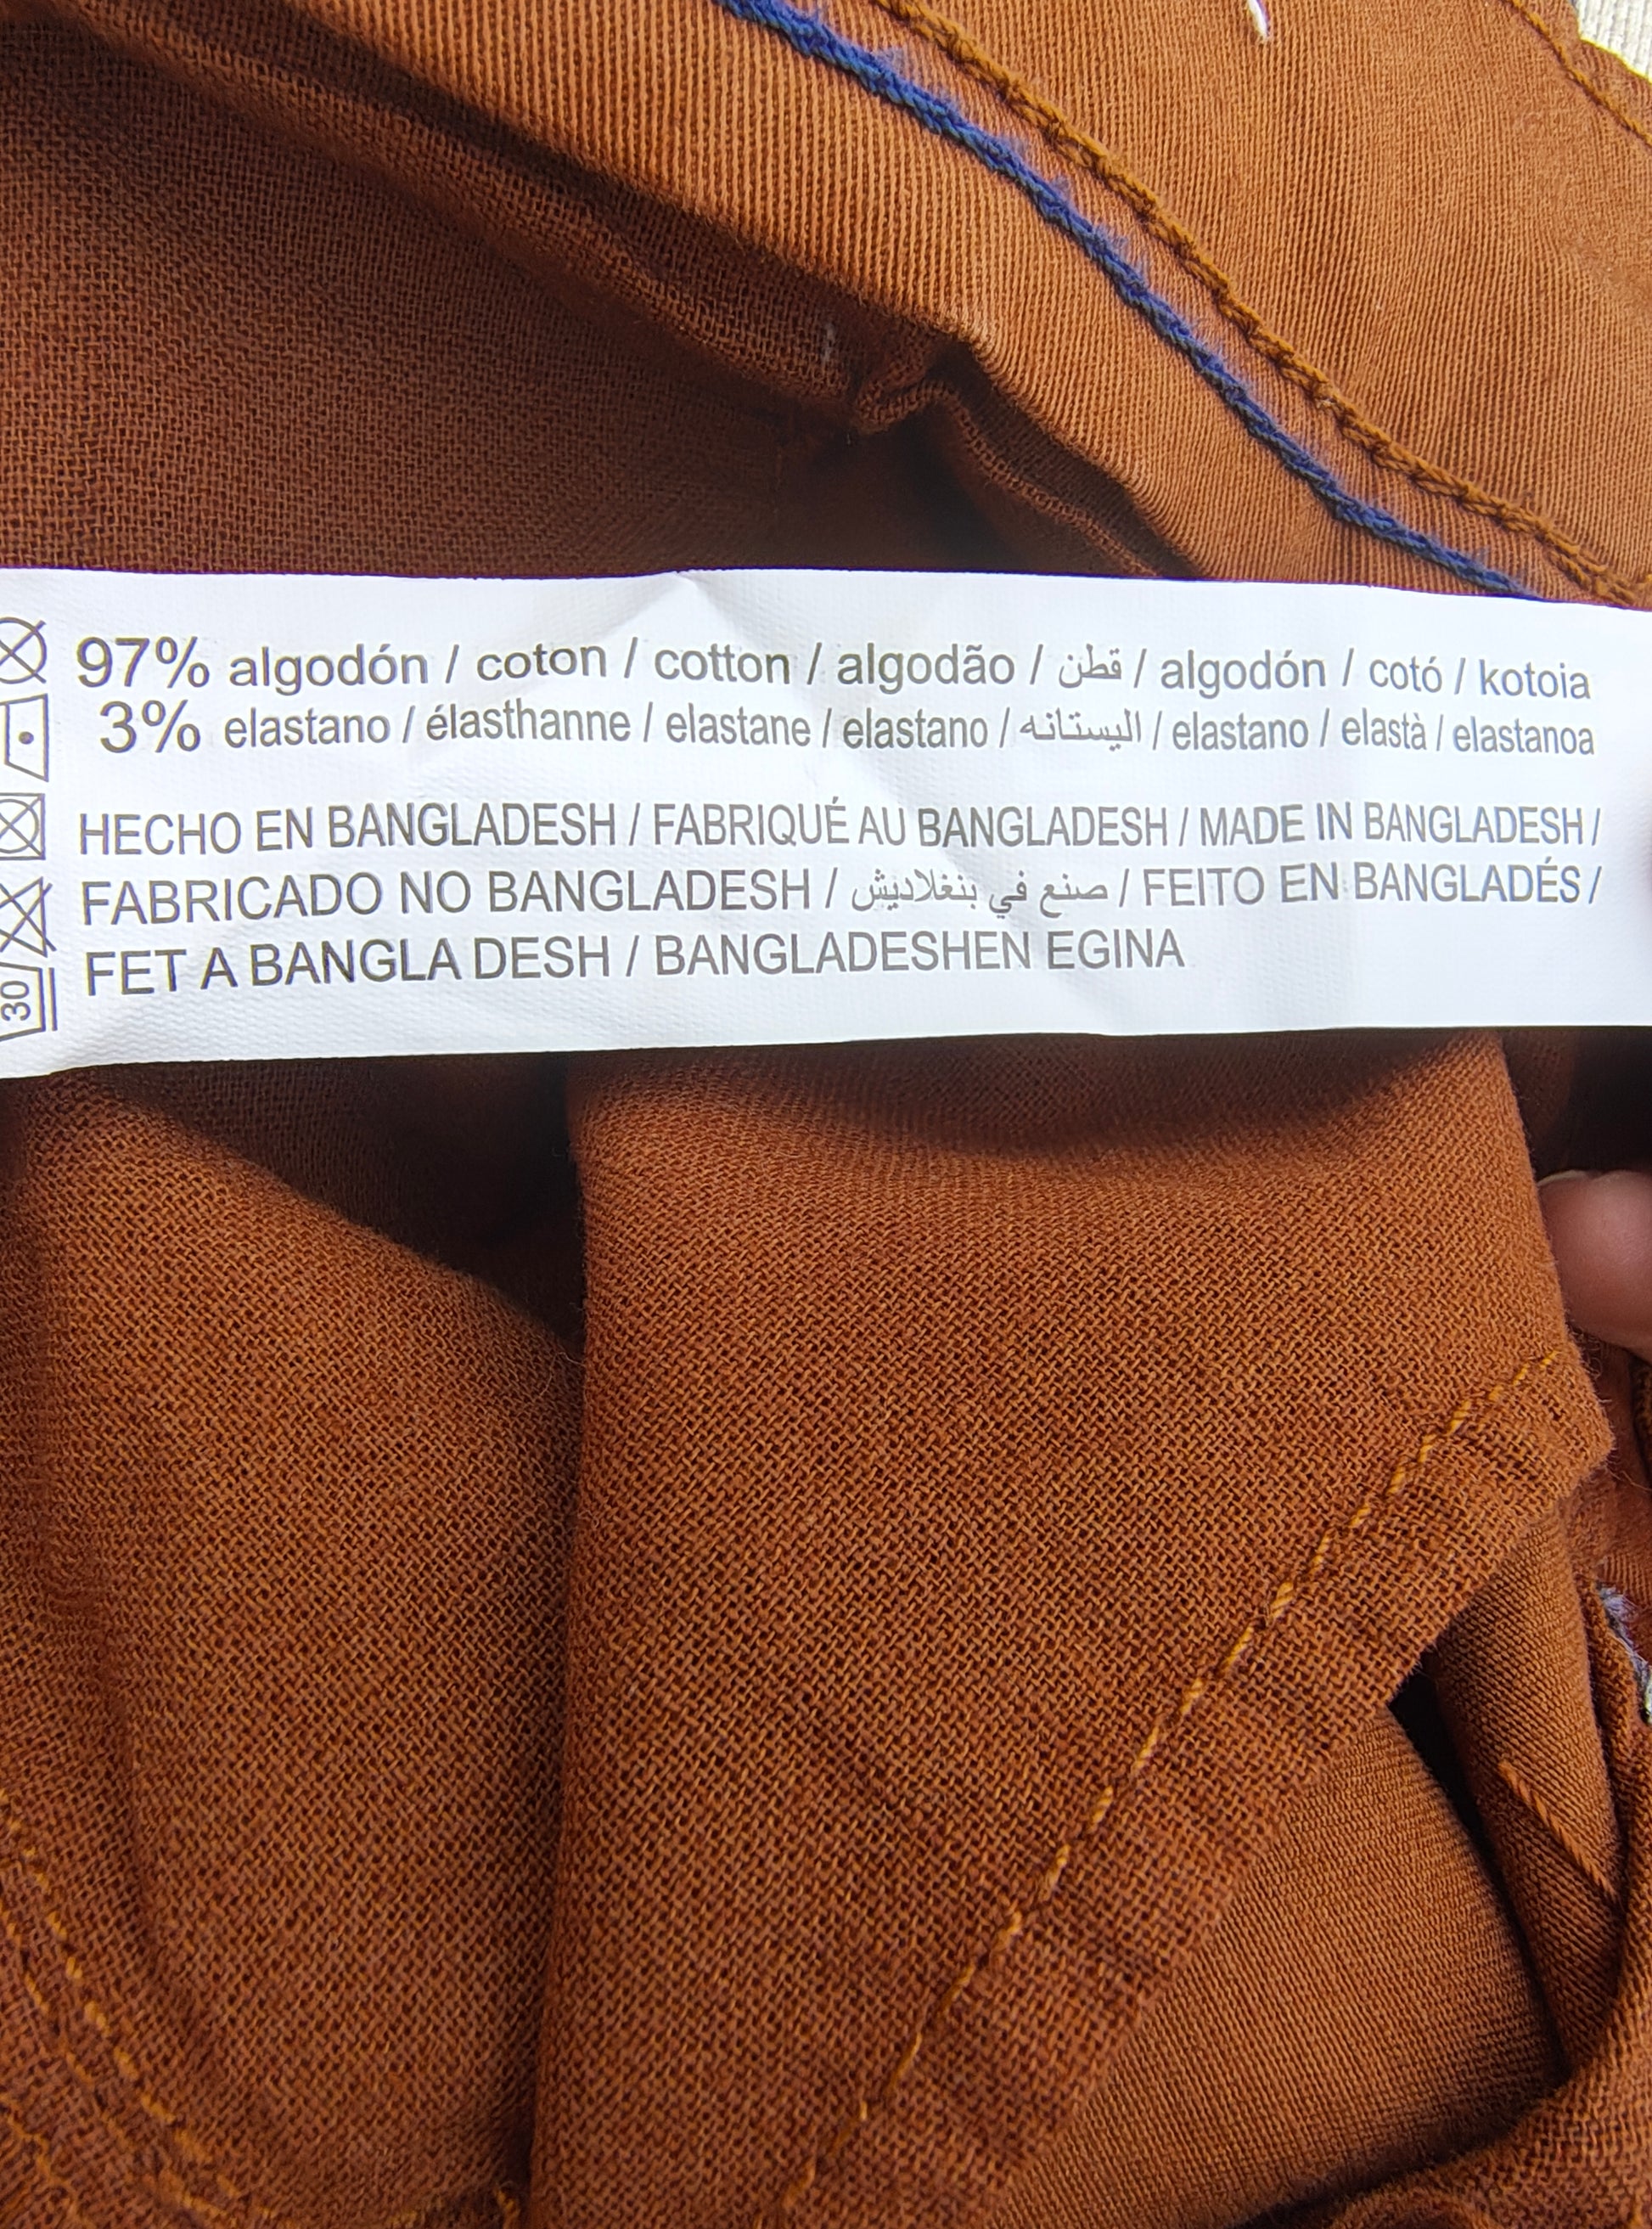 97% algodón / coton / cotton / algodão / قطن / algodón / cotó / kotoia
3% elastano / élasthanne / elastane / elastano / اليستانه / elastano / elastà / elastanoa
HECHO EN BANGLADESH / FABRIQUÉ AU BANGLADESH / MADE IN BANGLADESH /
FABRICADO NO BANGLADESH / صنع في بنغلاديش / FEITO EN BANGLADÉS /
FET A BANGLA DESH / BANGLADESHEN EGINA
30